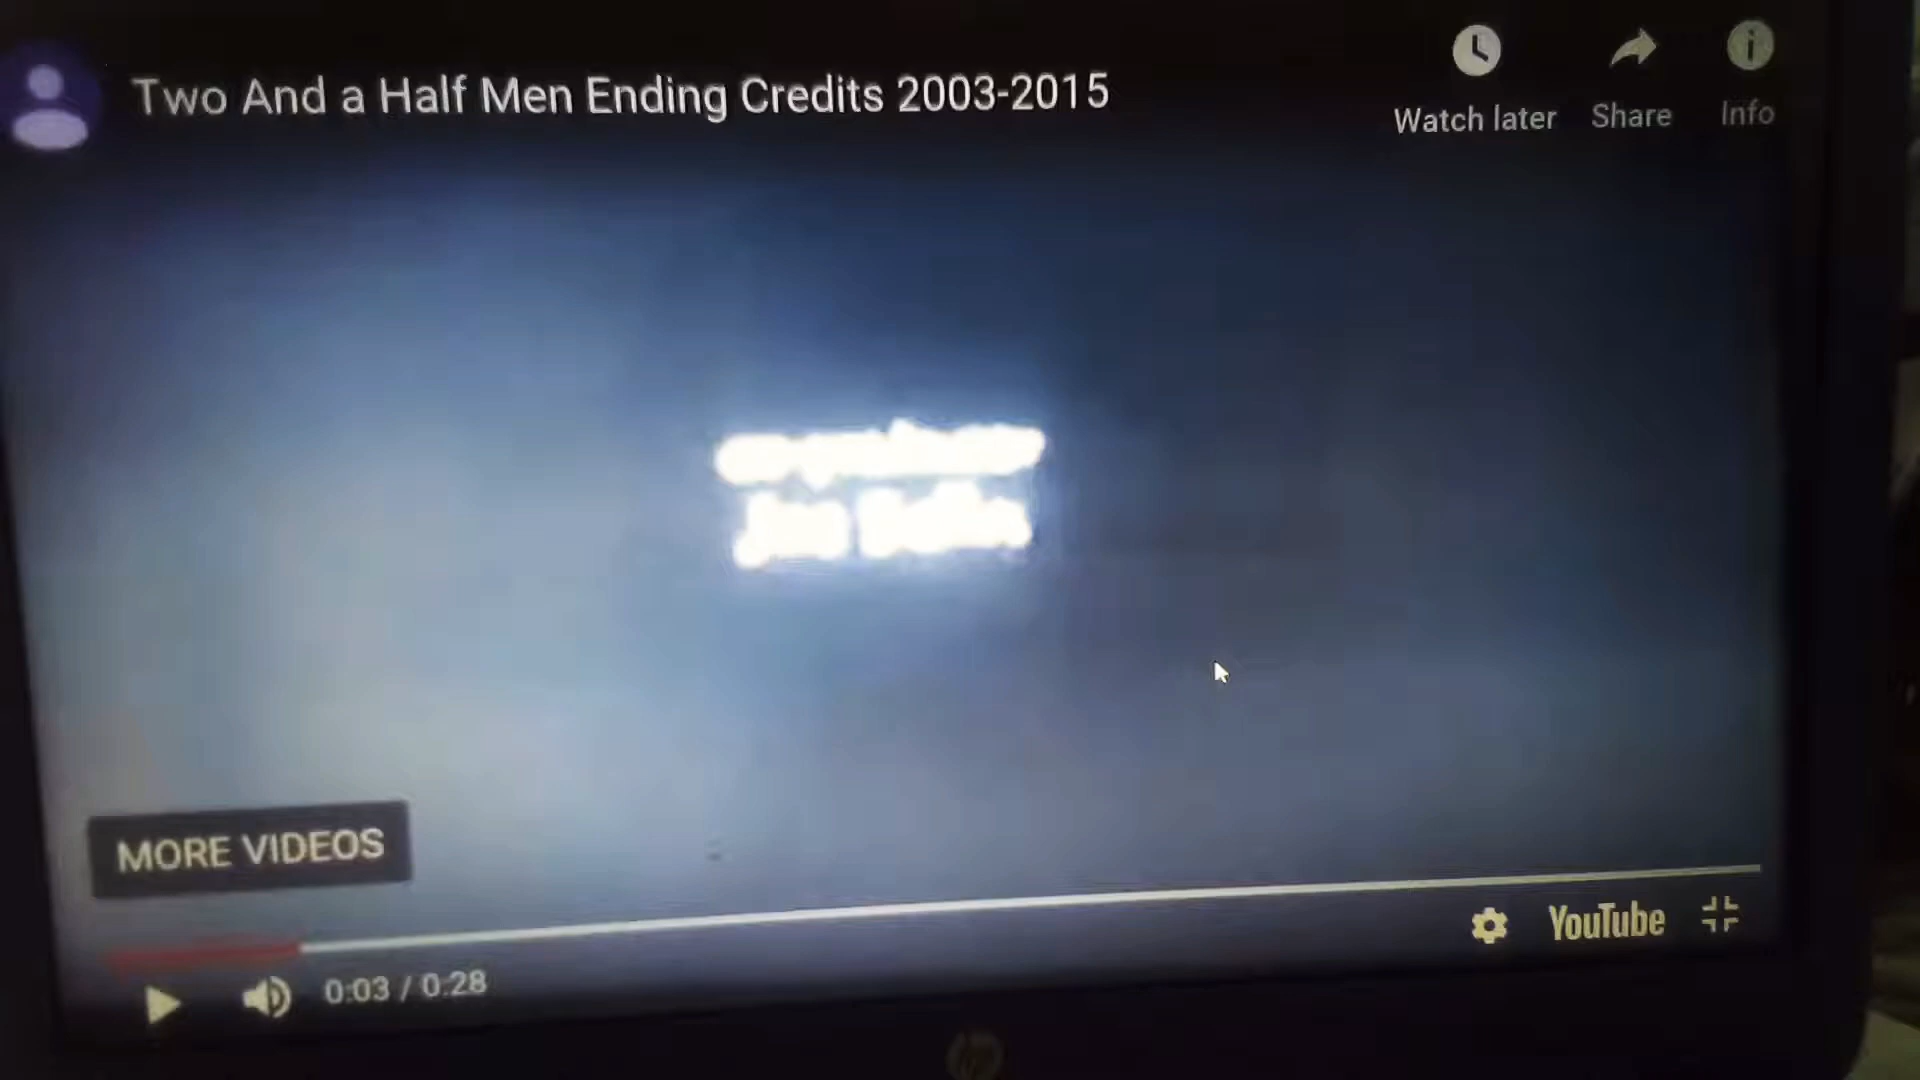 Two And a Half Men Ending Credits 2003-2015
Watch later
Share
Info
MORE VIDEOS
0:03 / 0:28
YouTube
hp